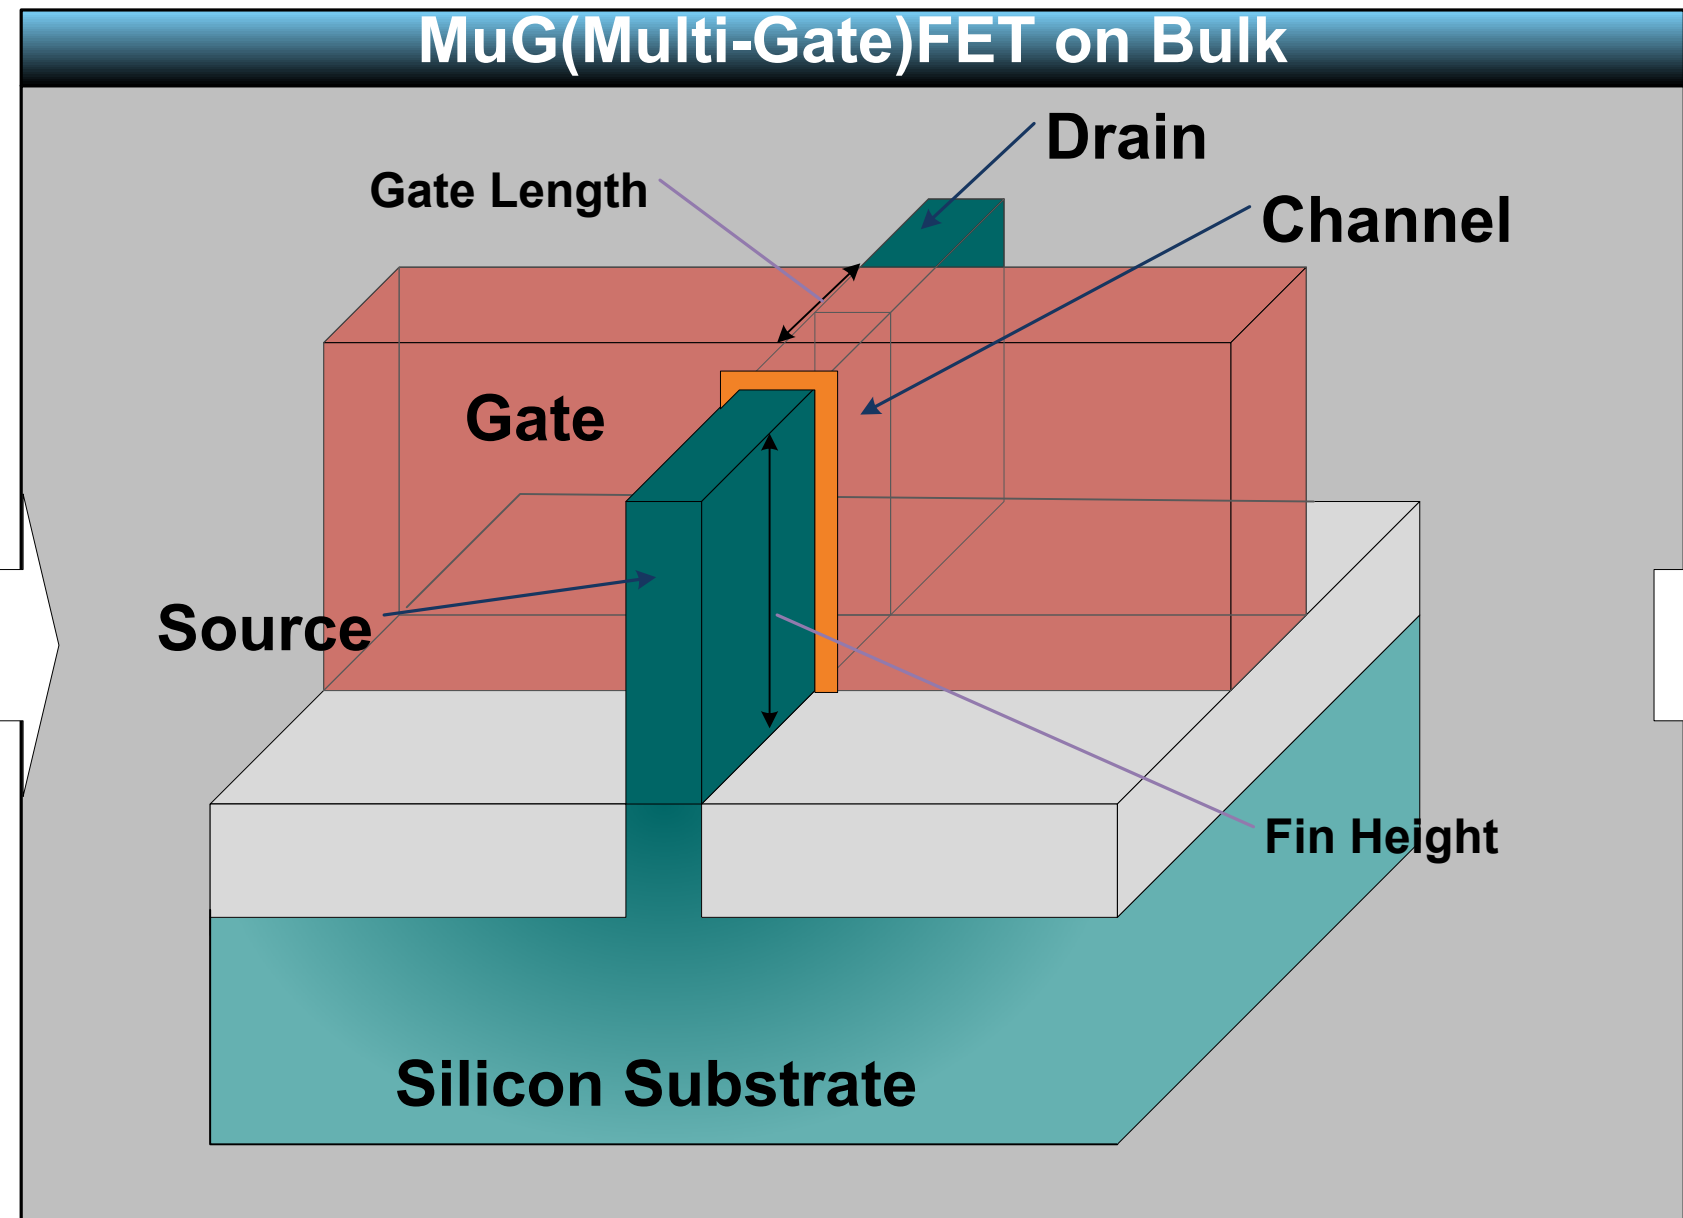 MuG(Multi-Gate)FET on Bulk
Drain
Gate Length
Channel
Gate
Source
Fin Height
Silicon Substrate